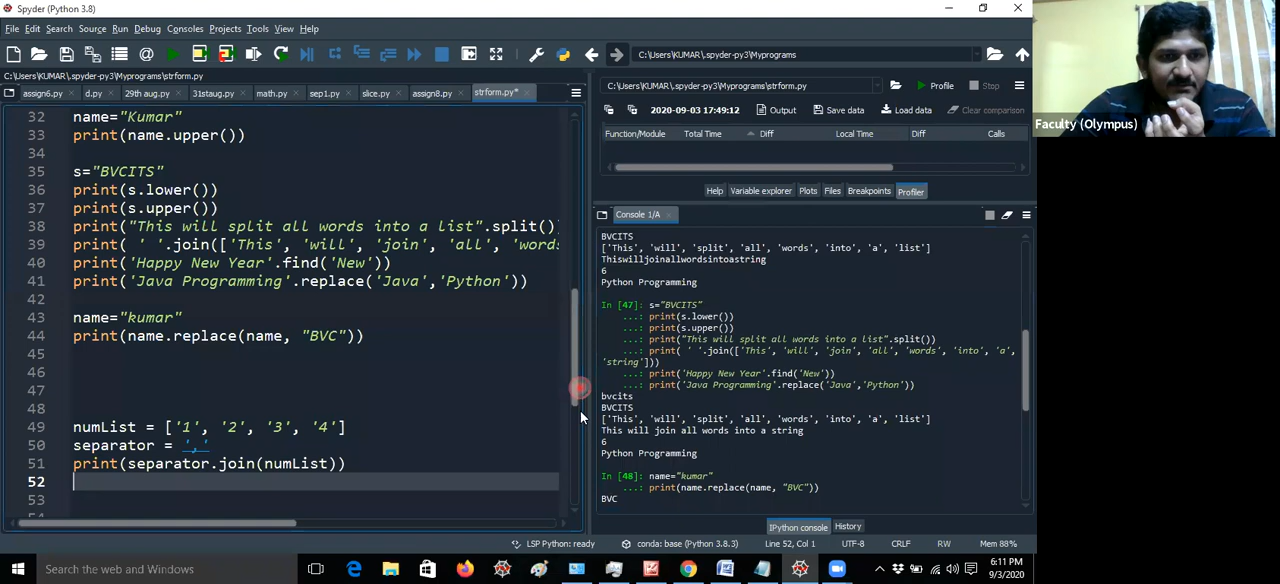 Spyder (Python 3.8)
File Edit Search Source Run Debug Consoles Projects Tools View Help
C:\Users\KUMAR\.spyder-py3\Myprograms
C:\Users\KUMAR\.spyder-py3\Myprograms\strform.py
assign6.py d.py 29th aug.py 31staug.py math.py sep1.py slice.py assign8.py strform.py*
32 name="Kumar"
33 print(name.upper())
34
35 s="BVCITS"
36 print(s.lower())
37 print(s.upper())
38 print("This will split all words into a list".split()
39 print( ' '.join(['This', 'will', 'join', 'all', 'words
40 print('Happy New Year'.find('New'))
41 print('Java Programming'.replace('Java','Python'))
42
43 name="kumar"
44 print(name.replace(name, "BVC"))
45
46
47
48
49 numList = ['1', '2', '3', '4']
50 separator = ','
51 print(separator.join(numList))
52
53
54
C:\Users\KUMAR\.spyder-py3\Myprograms\strform.py Profile Stop
2020-09-03 17:49:12 Output Save data Load data Clear comparison
Function/Module Total Time Diff Local Time Diff Calls
Help Variable explorer Plots Files Breakpoints Profiler
Console 1/A
BVCITS
['This', 'will', 'split', 'all', 'words', 'into', 'a', 'list']
Thiswilljoinallwordsintoastring
6
Python Programming
In [47]: s="BVCITS"
...: print(s.lower())
...: print(s.upper())
...: print("This will split all words into a list".split())
...: print( ' '.join(['This', 'will', 'join', 'all', 'words', 'into', 'a',
'string']))
...: print('Happy New Year'.find('New'))
...: print('Java Programming'.replace('Java','Python'))
bvcits
BVCITS
['This', 'will', 'split', 'all', 'words', 'into', 'a', 'list']
This will join all words into a string
6
Python Programming
In [48]: name="kumar"
...: print(name.replace(name, "BVC"))
BVC
IPython console History
LSP Python: ready conda: base (Python 3.8.3) Line 52, Col 1 UTF-8 CRLF RW Mem 88%
Search the web and Windows
6:11 PM
9/3/2020
Faculty (Olympus)